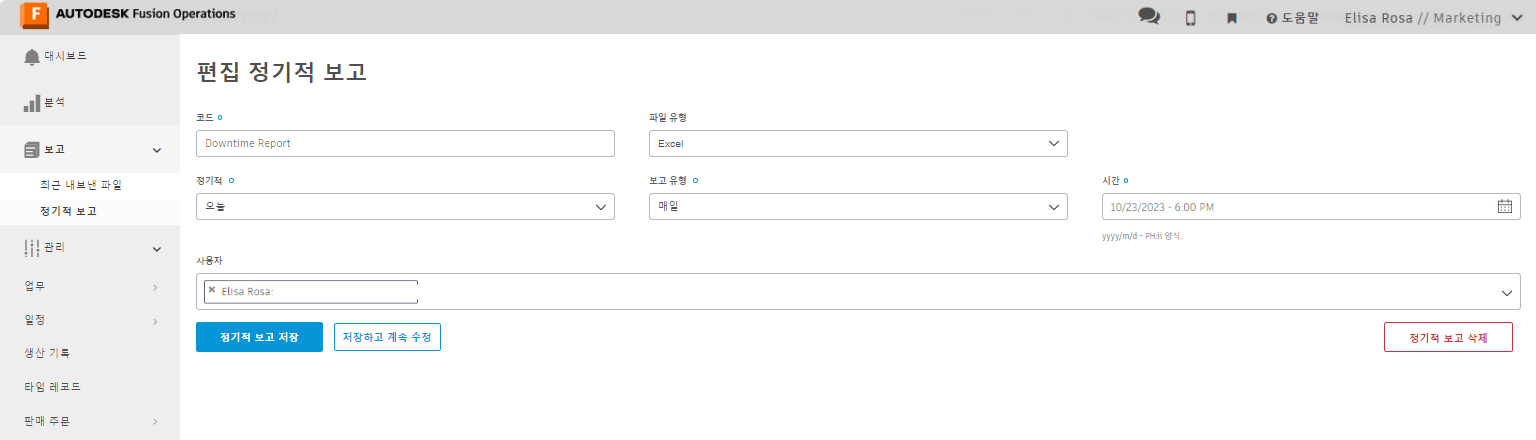 F AUTODESK Fusion Operations
도움말
Elisa Rosa // Marketing
대시보드
분석
보고
최근 내보낸 파일
정기적 보고
관리
업무
일정
생산 기록
타임 레코드
판매 주문
편집 정기적 보고
코드
Downtime Report
파일 유형
Excel
정기적
오늘
보고 유형
매일
시간
10/23/2023 - 6:00 PM
yyyy/m/d - PH:ii 양식.
사용자
Elisa Rosa:
정기적 보고 저장
저장하고 계속 수정
정기적 보고 삭제